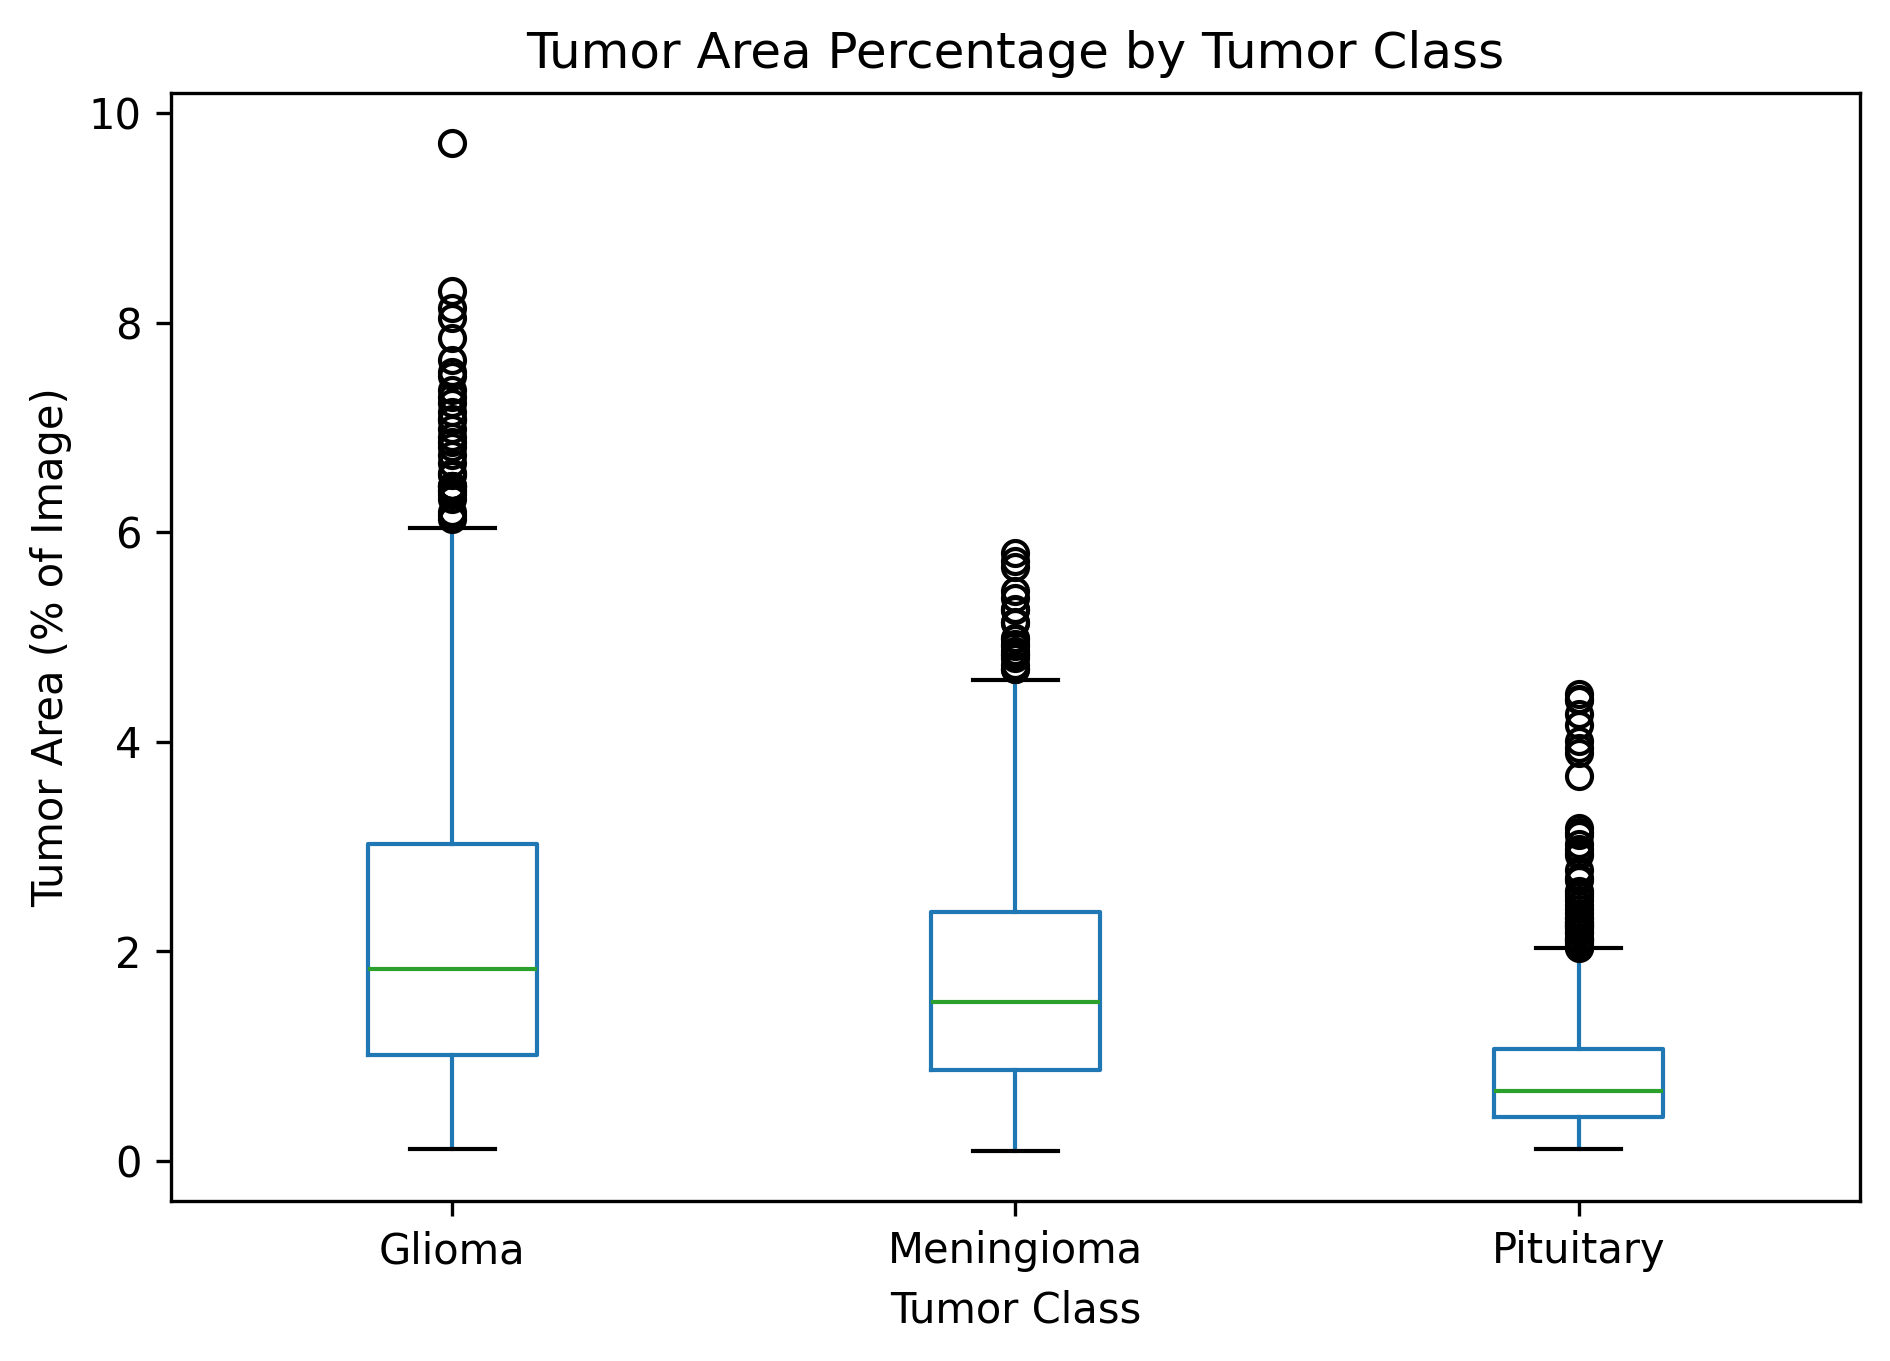 Tumor Area Percentage by Tumor Class
Tumor Area (% of Image)
10
8
6
4
2
0
Glioma
Meningioma
Pituitary
Tumor Class